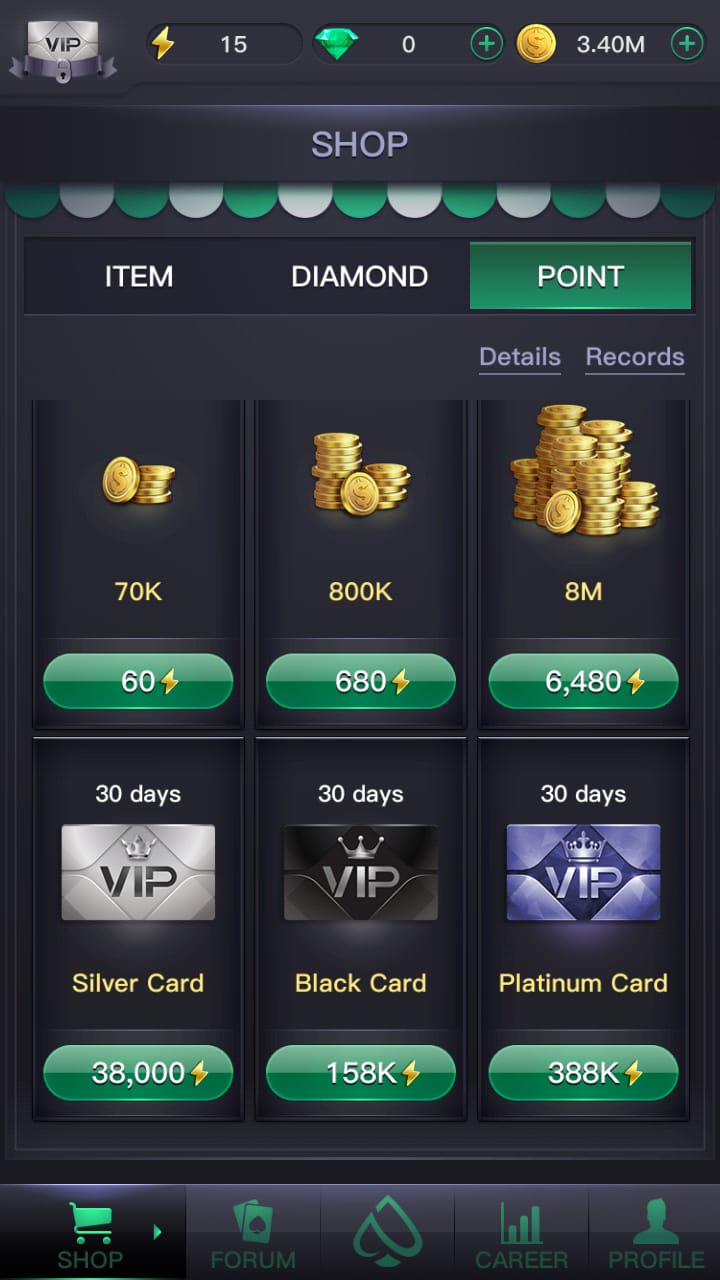 VIP 15 0 3.40M
SHOP
ITEM DIAMOND POINT
Details Records
70K 800K 8M
60 680 6,480
30 days 30 days 30 days
VIP VIP VIP
Silver Card Black Card Platinum Card
38,000 158K 388K
SHOP FORUM CAREER PROFILE